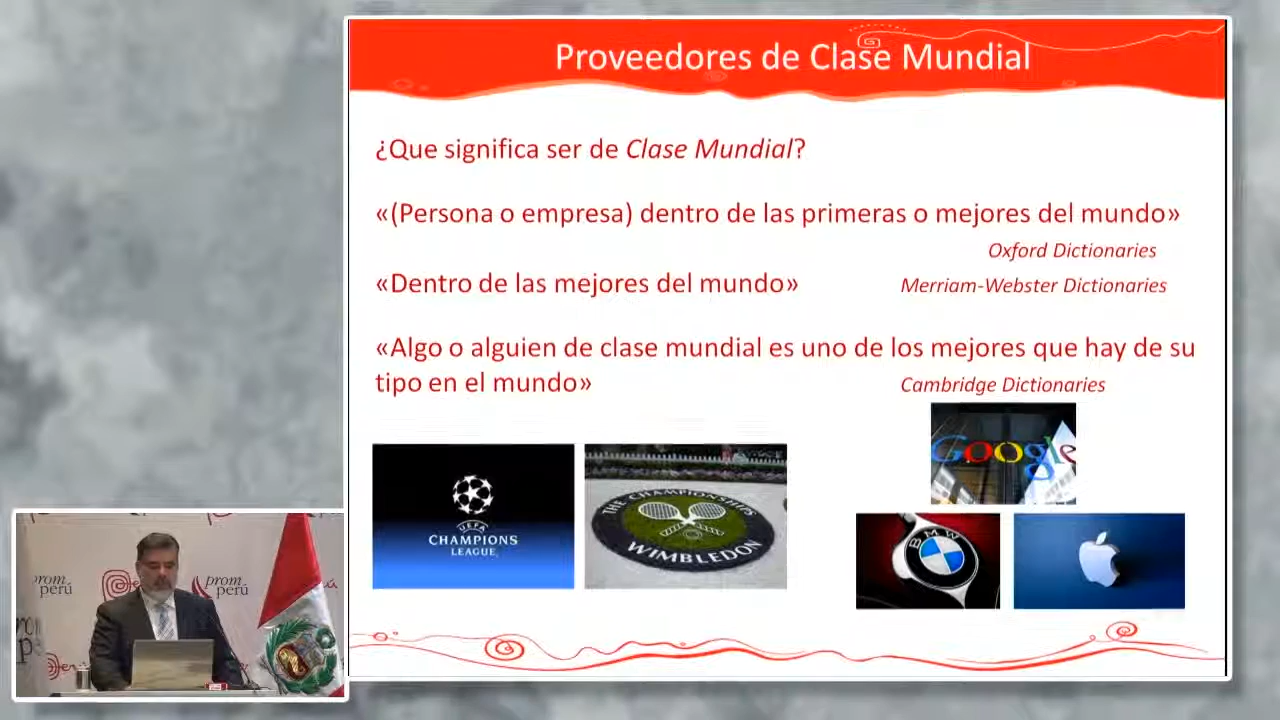 Proveedores de Clase Mundial
¿Que significa ser de Clase Mundial?
«(Persona o empresa) dentro de las primeras o mejores del mundo»
Oxford Dictionaries
«Dentro de las mejores del mundo»
Merriam-Webster Dictionaries
«Algo o alguien de clase mundial es uno de los mejores que hay de su
tipo en el mundo»
Cambridge Dictionaries
UEFA
CHAMPIONS
LEAGUE
THE CHAMPIONSHIPS
WIMBLEDON
Google
BMW
prom
perú
prom
perú